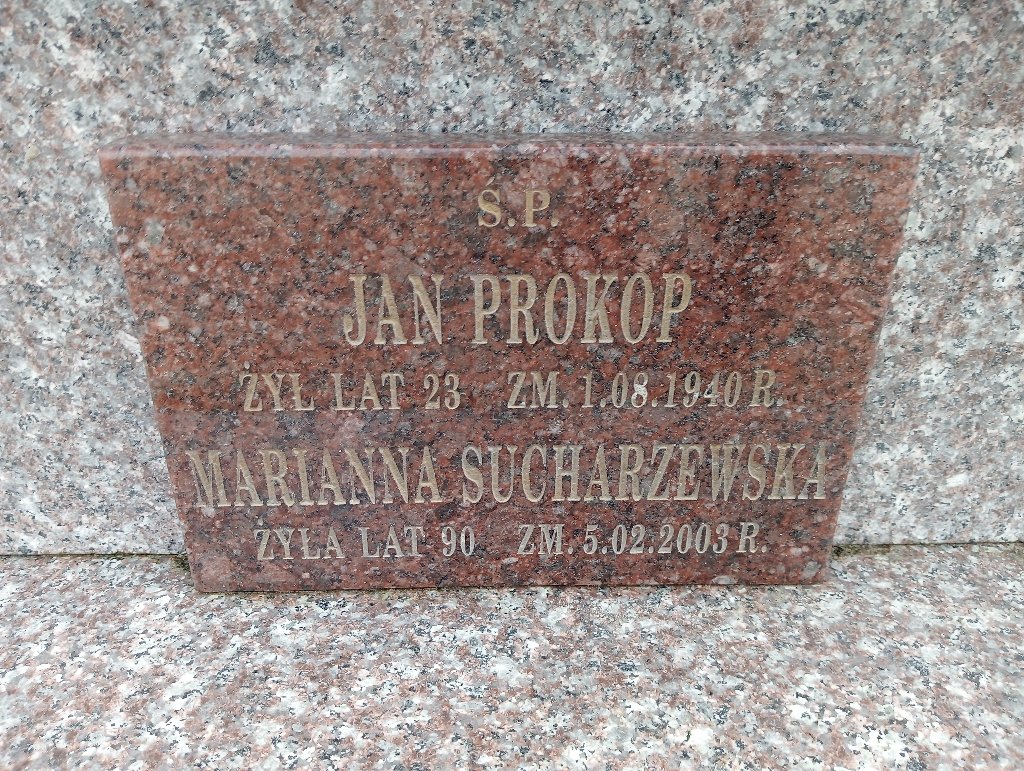 Ś.P.
JAN PROKOP
ŻYŁ LAT 23 ZM. 1.08.1940 R.
MARIANNA SUCHARZEWSKA
ŻYŁA LAT 90 ZM. 5.02.2003 R.